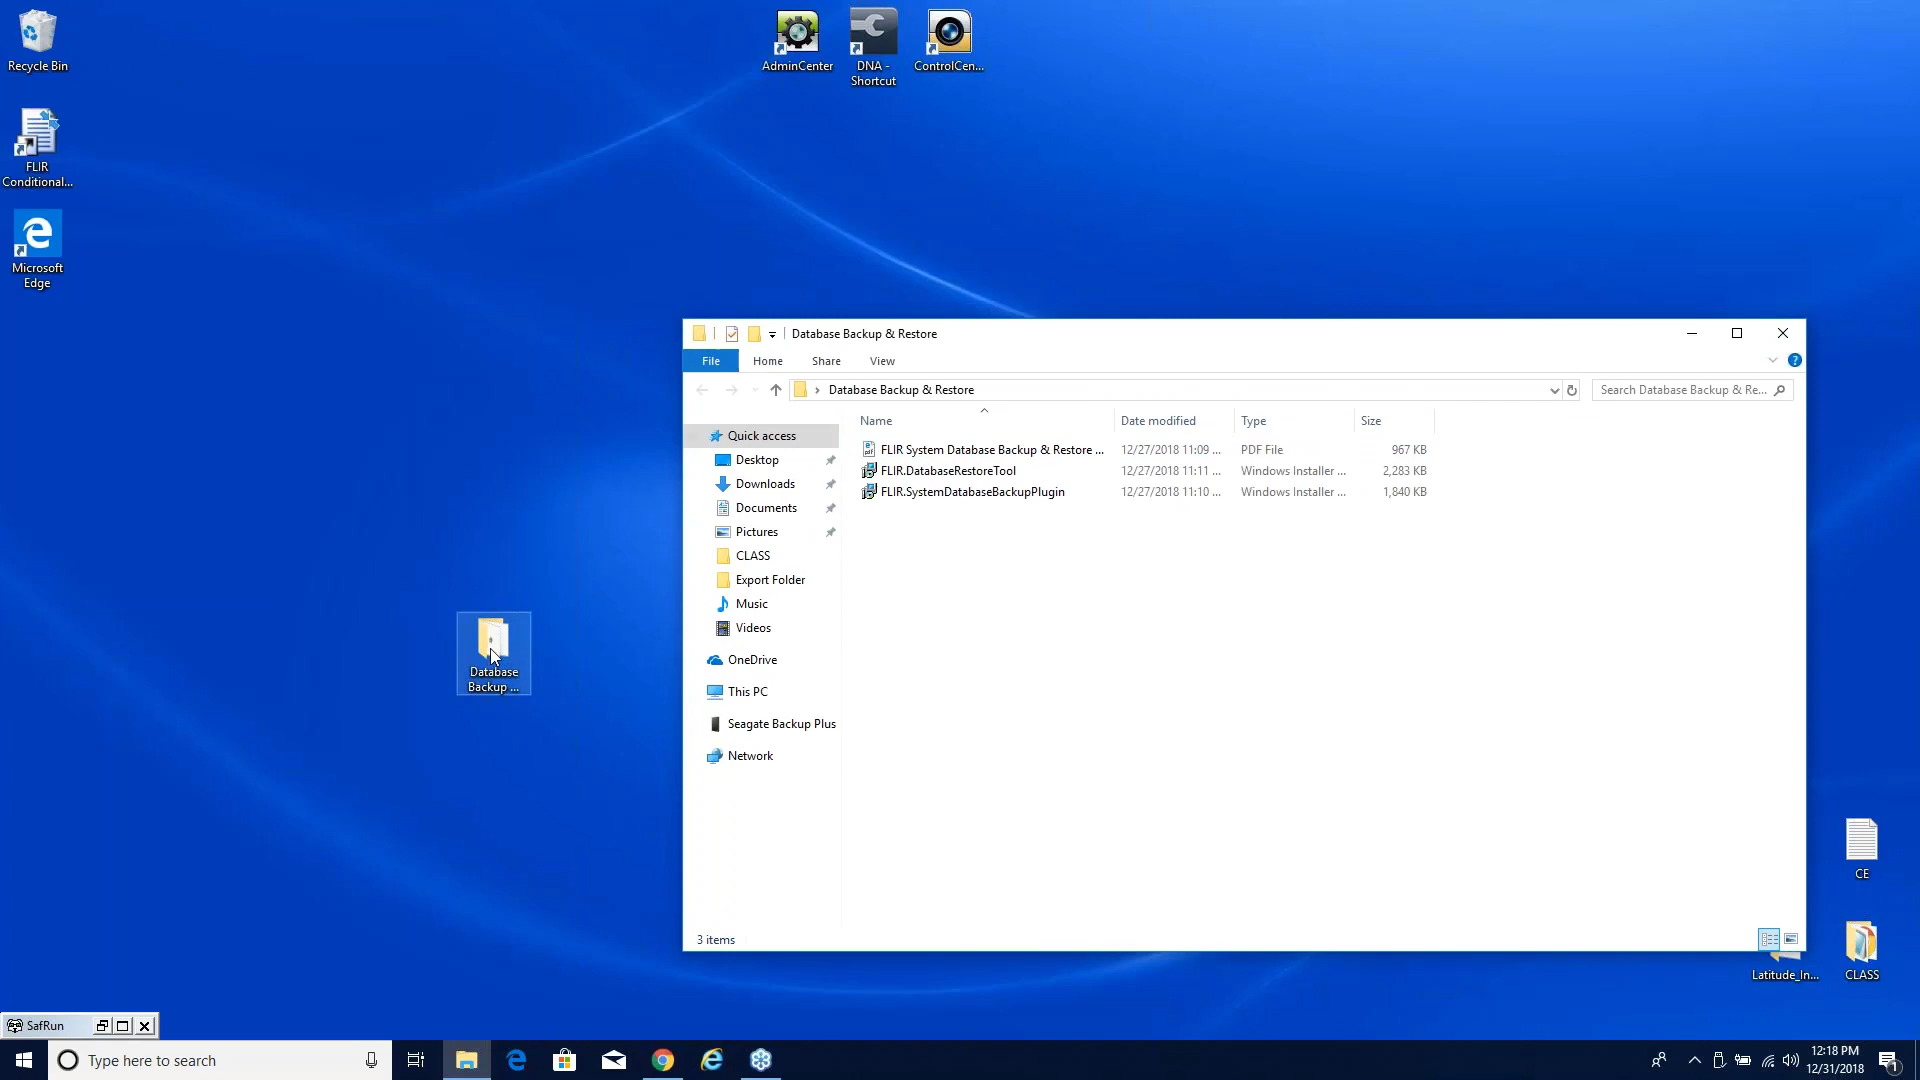 Recycle Bin
FLIR
Conditional...
Microsoft
Edge
AdminCenter
DNA -
Shortcut
ControlCen...
Database
Backup ...
Database Backup & Restore
File
Home
Share
View
Database Backup & Restore
Search Database Backup & Re...
Name
Date modified
Type
Size
FLIR System Database Backup & Restore ... 12/27/2018 11:09 ... PDF File 967 KB
FLIR.DatabaseRestoreTool 12/27/2018 11:11 ... Windows Installer ... 2,283 KB
FLIR.SystemDatabaseBackupPlugin 12/27/2018 11:10 ... Windows Installer ... 1,840 KB
Quick access
Desktop
Downloads
Documents
Pictures
CLASS
Export Folder
Music
Videos
OneDrive
This PC
Seagate Backup Plus
Network
3 items
CE
Latitude_In...
CLASS
SafRun
Type here to search
12:18 PM
12/31/2018
1